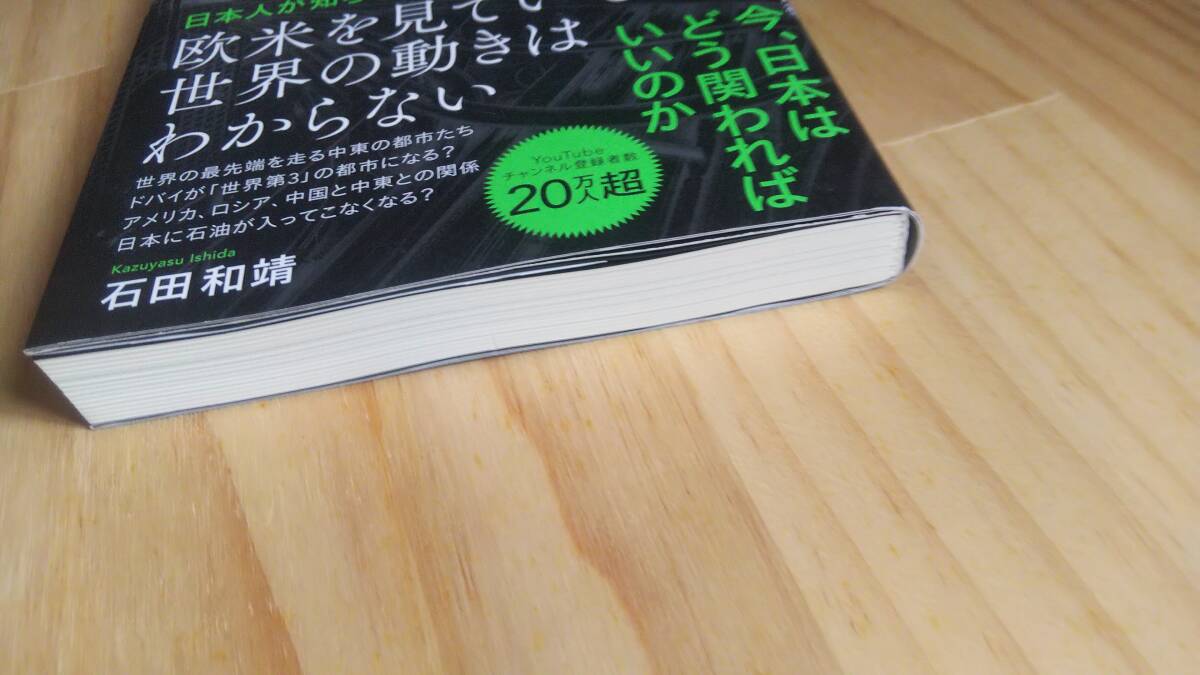 今、日本は
どう関われば
いいのか
日本人が知ら
欧米を見てい
世界の動きは
わからない
世界の最先端を走る中東の都市たち
ドバイが「世界第3」の都市になる?
アメリカ、ロシア、中国と中東との関係
日本に石油が入ってこなくなる?
YouTube
チャンネル登録者数
20万人超
Kazuyasu Ishida
石田 和靖